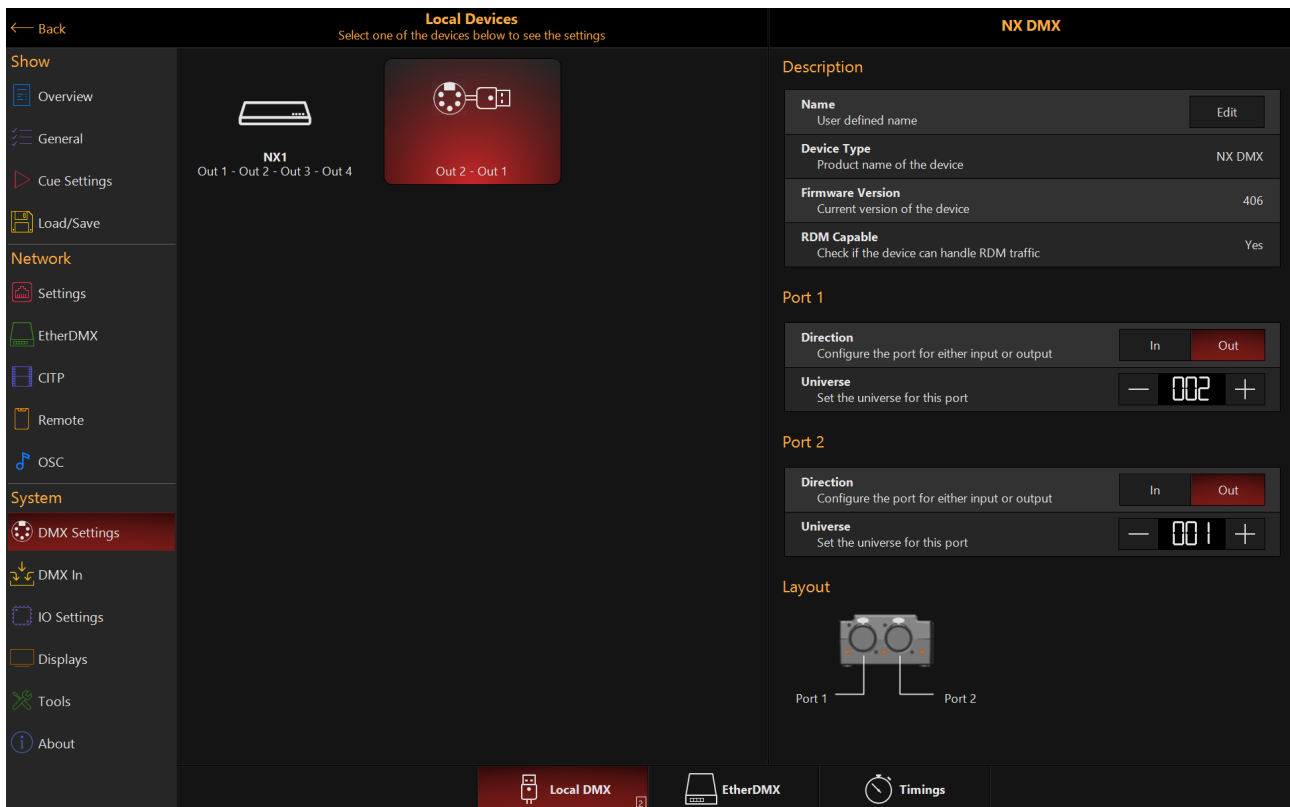 Back
Local Devices
Select one of the devices below to see the settings
NX DMX
Show
Overview
General
Cue Settings
Load/Save
Network
Settings
EtherDMX
CITP
Remote
OSC
System
DMX Settings
DMX In
IO Settings
Displays
Tools
About
NX1
Out 1 - Out 2 - Out 3 - Out 4
Out 2 - Out 1
Description
Name
User defined name
Edit
Device Type
Product name of the device
NX DMX
Firmware Version
Current version of the device
406
RDM Capable
Check if the device can handle RDM traffic
Yes
Port 1
Direction
Configure the port for either input or output
In
Out
Universe
Set the universe for this port
002
Port 2
Direction
Configure the port for either input or output
In
Out
Universe
Set the universe for this port
001
Layout
Port 1
Port 2
Local DMX
2
EtherDMX
Timings